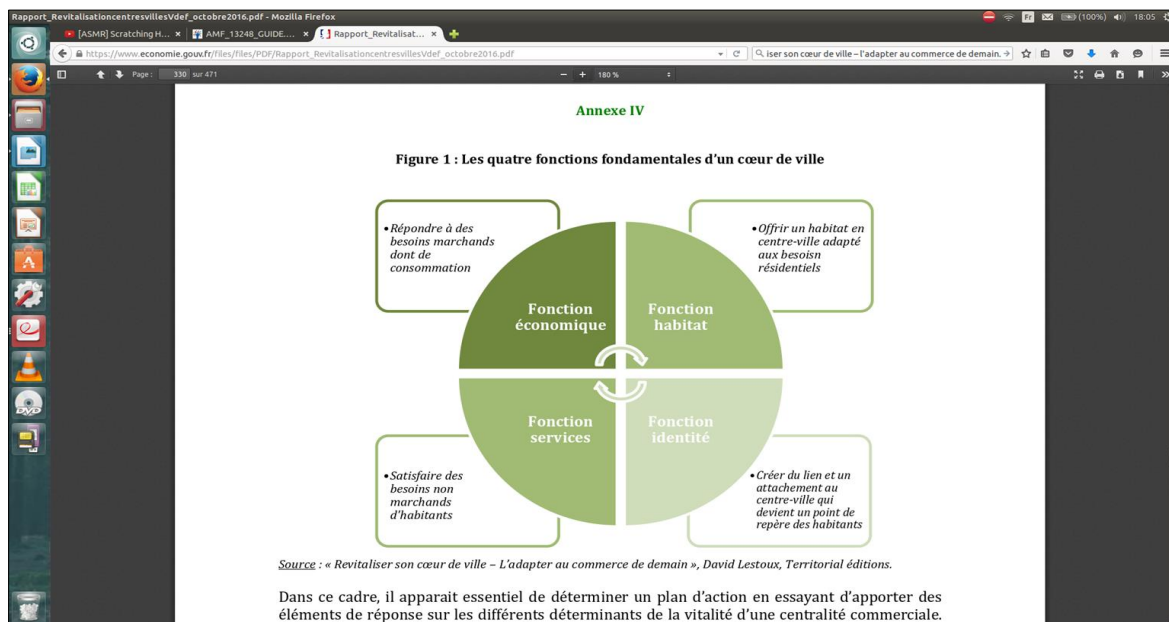 Rapport_RevitalisationcentresvillesVdef_octobre2016.pdf - Mozilla Firefox
Fr (100%) 18:05
[ASMR] Scratching H... × AMF_13248_GUIDE.... × Rapport_Revitalisat... ×
https://www.economie.gouv.fr/files/files/PDF/Rapport_RevitalisationcentresvillesVdef_octobre2016.pdf
iser son cœur de ville – l'adapter au commerce de demain.
Page : 330 sur 471
− + 180 %
Annexe IV
Figure 1 : Les quatre fonctions fondamentales d'un cœur de ville
•Répondre à des
besoins marchands
dont de
consommation
•Offrir un habitat en
centre-ville adapté
aux besoisn
résidentiels
Fonction
économique
Fonction
habitat
Fonction
services
Fonction
identité
•Satisfaire des
besoins non
marchands
d'habitants
•Créer du lien et un
attachement au
centre-ville qui
devient un point de
repère des habitants
Source : « Revitaliser son cœur de ville – L'adapter au commerce de demain », David Lestoux, Territorial éditions.
Dans ce cadre, il apparait essentiel de déterminer un plan d'action en essayant d'apporter des
éléments de réponse sur les différents déterminants de la vitalité d'une centralité commerciale.
DVD